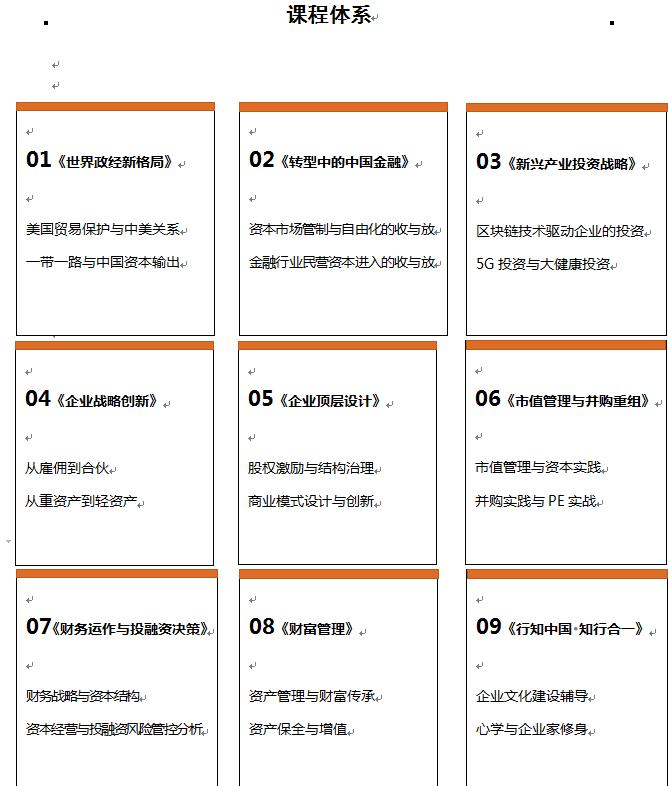 课程体系
01《世界政经新格局》
美国贸易保护与中美关系
一带一路与中国资本输出
02《转型中的中国金融》
资本市场管制与自由化的收与放
金融行业民营资本进入的收与放
03《新兴产业投资战略》
区块链技术驱动企业的投资
5G 投资与大健康投资
04《企业战略创新》
从雇佣到合伙
从重资产到轻资产
05《企业顶层设计》
股权激励与结构治理
商业模式设计与创新
06《市值管理与并购重组》
市值管理与资本实践
并购实践与 PE 实战
07《财务运作与投融资决策》
财务战略与资本结构
资本经营与投融资风险管控分析
08《财富管理》
资产管理与财富传承
资产保全与增值
09《行知中国·知行合一》
企业文化建设辅导
心学与企业家修身